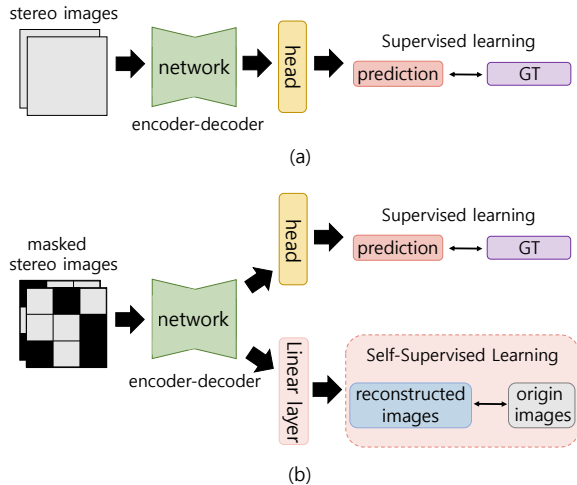 stereo images
network
encoder-decoder
head
Supervised learning
prediction
GT
(a)
masked
stereo images
network
encoder-decoder
head
Supervised learning
prediction
GT
Linear layer
Self-Supervised Learning
reconstructed
images
origin
images
(b)